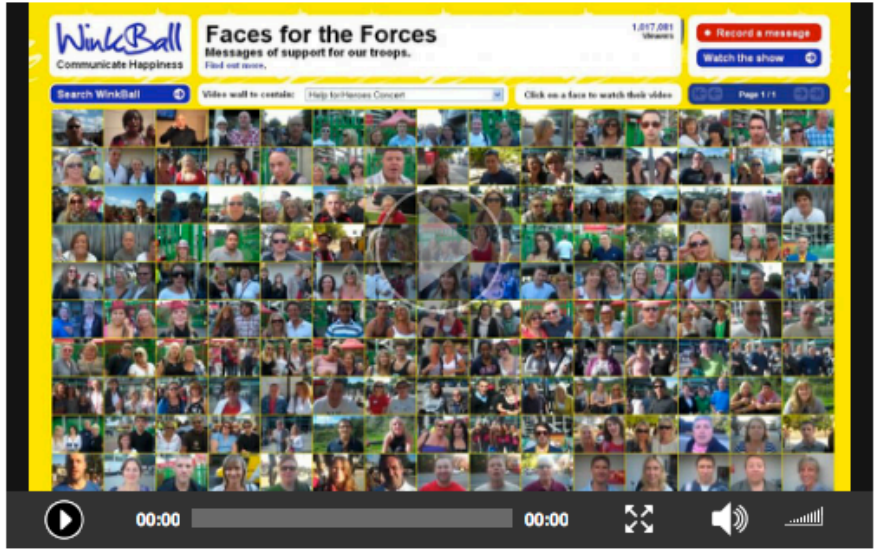 WinkBall
Communicate Happiness
Faces for the Forces
Messages of support for our troops.
Find out more.
1,017,081
Viewers
Record a message
Watch the show
Search WinkBall
Video wall to contain:
Help for Heroes Concert
Click on a face to watch their video
Page 1 / 1
00:00
00:00